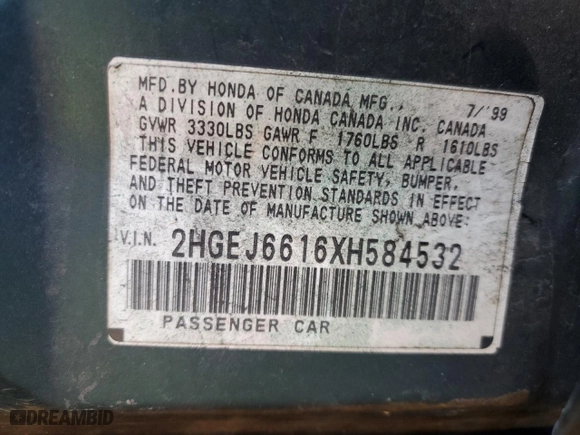 MFD. BY HONDA OF CANADA MFG., 7/'99
A DIVISION OF HONDA CANADA INC. CANADA
GVWR 3330LBS GAWR F 1760LBS R 1610LBS
THIS VEHICLE CONFORMS TO ALL APPLICABLE
FEDERAL MOTOR VEHICLE SAFETY, BUMPER,
AND THEFT PREVENTION STANDARDS IN EFFECT
ON THE DATE OF MANUFACTURE SHOWN ABOVE.
V.I.N. 2HGEJ6616XH584532
PASSENGER CAR
DREAMBID